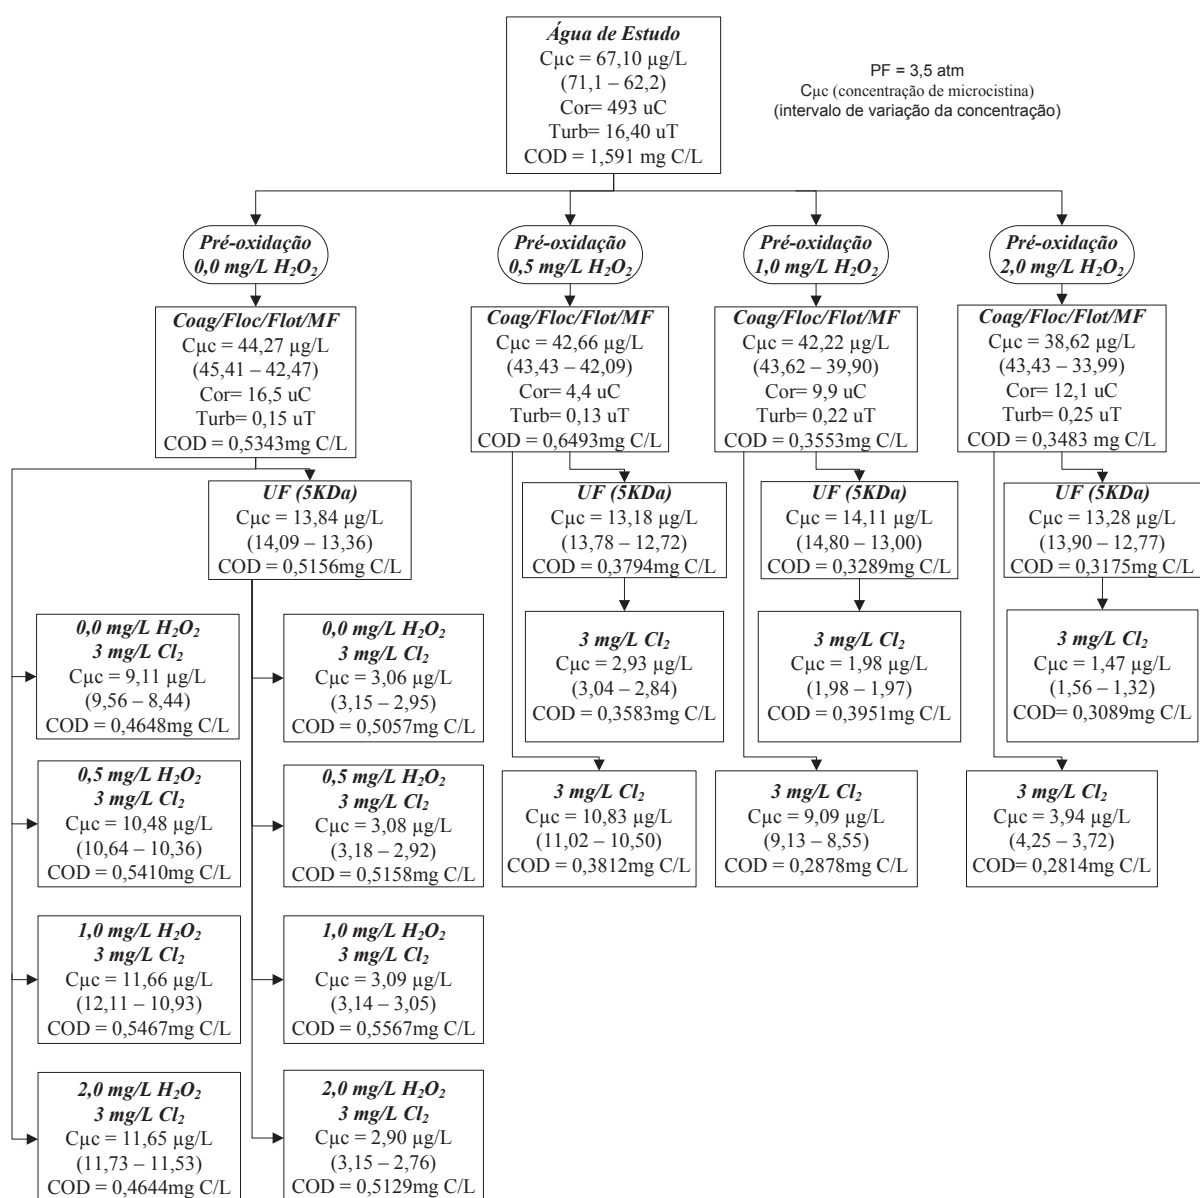 Água de Estudo
Cµc = 67,10 µg/L
(71,1 – 62,2)
Cor= 493 uC
Turb= 16,40 uT
COD = 1,591 mg C/L
PF = 3,5 atm
Cµc (concentração de microcistina)
(intervalo de variação da concentração)
Pré-oxidação
0,0 mg/L H₂O₂
Pré-oxidação
0,5 mg/L H₂O₂
Pré-oxidação
1,0 mg/L H₂O₂
Pré-oxidação
2,0 mg/L H₂O₂
Coag/Floc/Flot/MF
Cµc = 44,27 µg/L
(45,41 – 42,47)
Cor= 16,5 uC
Turb= 0,15 uT
COD = 0,5343mg C/L
Coag/Floc/Flot/MF
Cµc = 42,66 µg/L
(43,43 – 42,09)
Cor= 4,4 uC
Turb= 0,13 uT
COD = 0,6493mg C/L
Coag/Floc/Flot/MF
Cµc = 42,22 µg/L
(43,62 – 39,90)
Cor= 9,9 uC
Turb= 0,22 uT
COD = 0,3553mg C/L
Coag/Floc/Flot/MF
Cµc = 38,62 µg/L
(43,43 – 33,99)
Cor= 12,1 uC
Turb= 0,25 uT
COD = 0,3483 mg C/L
UF (5KDa)
Cµc = 13,84 µg/L
(14,09 – 13,36)
COD = 0,5156mg C/L
UF (5KDa)
Cµc = 13,18 µg/L
(13,78 – 12,72)
COD = 0,3794mg C/L
UF (5KDa)
Cµc = 14,11 µg/L
(14,80 – 13,00)
COD = 0,3289mg C/L
UF (5KDa)
Cµc = 13,28 µg/L
(13,90 – 12,77)
COD = 0,3175mg C/L
0,0 mg/L H₂O₂
3 mg/L Cl₂
Cµc = 9,11 µg/L
(9,56 – 8,44)
COD = 0,4648mg C/L
0,0 mg/L H₂O₂
3 mg/L Cl₂
Cµc = 3,06 µg/L
(3,15 – 2,95)
COD = 0,5057mg C/L
3 mg/L Cl₂
Cµc = 2,93 µg/L
(3,04 – 2,84)
COD = 0,3583mg C/L
3 mg/L Cl₂
Cµc = 1,98 µg/L
(1,98 – 1,97)
COD = 0,3951mg C/L
3 mg/L Cl₂
Cµc = 1,47 µg/L
(1,56 – 1,32)
COD= 0,3089mg C/L
0,5 mg/L H₂O₂
3 mg/L Cl₂
Cµc = 10,48 µg/L
(10,64 – 10,36)
COD = 0,5410mg C/L
0,5 mg/L H₂O₂
3 mg/L Cl₂
Cµc = 3,08 µg/L
(3,18 – 2,92)
COD = 0,5158mg C/L
3 mg/L Cl₂
Cµc = 10,83 µg/L
(11,02 – 10,50)
COD = 0,3812mg C/L
3 mg/L Cl₂
Cµc = 9,09 µg/L
(9,13 – 8,55)
COD = 0,2878mg C/L
3 mg/L Cl₂
Cµc = 3,94 µg/L
(4,25 – 3,72)
COD= 0,2814mg C/L
1,0 mg/L H₂O₂
3 mg/L Cl₂
Cµc = 11,66 µg/L
(12,11 – 10,93)
COD = 0,5467mg C/L
1,0 mg/L H₂O₂
3 mg/L Cl₂
Cµc = 3,09 µg/L
(3,14 – 3,05)
COD = 0,5567mg C/L
2,0 mg/L H₂O₂
3 mg/L Cl₂
Cµc = 11,65 µg/L
(11,73 – 11,53)
COD = 0,4644mg C/L
2,0 mg/L H₂O₂
3 mg/L Cl₂
Cµc = 2,90 µg/L
(3,15 – 2,76)
COD = 0,5129mg C/L